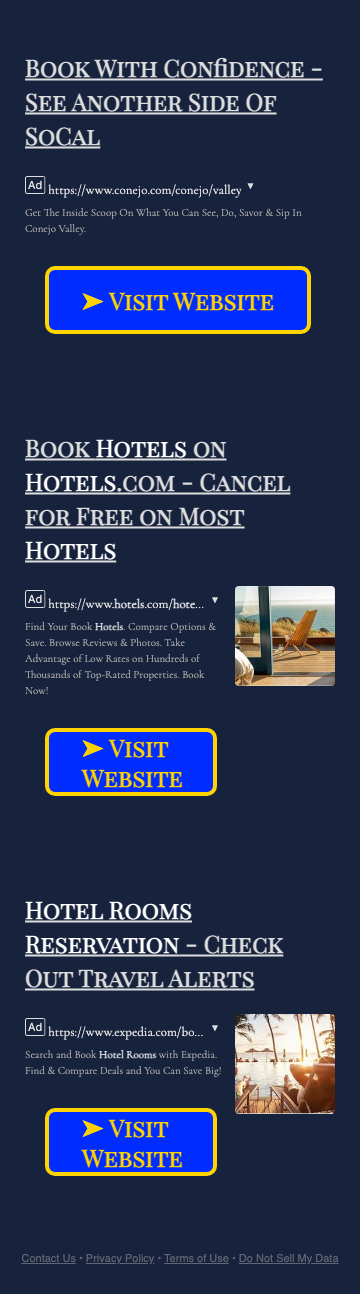 Book With Confidence -
See Another Side Of
SoCal
Ad https://www.conejo.com/conejo/valley ▼
Get The Inside Scoop On What You Can See, Do, Savor & Sip In
Conejo Valley.
➤ Visit Website
Book Hotels on
Hotels.com - Cancel
for Free on Most
Hotels
Ad https://www.hotels.com/hote... ▼
Find Your Book Hotels. Compare Options &
Save. Browse Reviews & Photos. Take
Advantage of Low Rates on Hundreds of
Thousands of Top-Rated Properties. Book
Now!
➤ Visit
Website
Hotel Rooms
Reservation - Check
Out Travel Alerts
Ad https://www.expedia.com/bo... ▼
Search and Book Hotel Rooms with Expedia.
Find & Compare Deals and You Can Save Big!
➤ Visit
Website
Contact Us • Privacy Policy • Terms of Use • Do Not Sell My Data